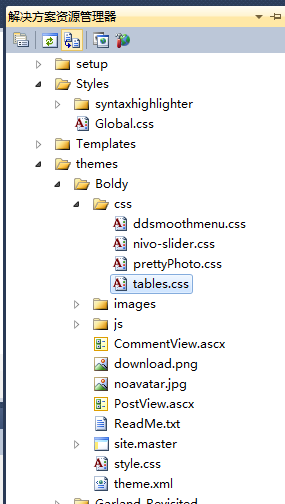 解决方案资源管理器
setup
Styles
syntaxhighlighter
Global.css
Templates
themes
Boldy
css
ddsmoothmenu.css
nivo-slider.css
prettyPhoto.css
tables.css
images
js
CommentView.ascx
download.png
noavatar.jpg
PostView.ascx
ReadMe.txt
site.master
style.css
theme.xml
Garland_Revisited